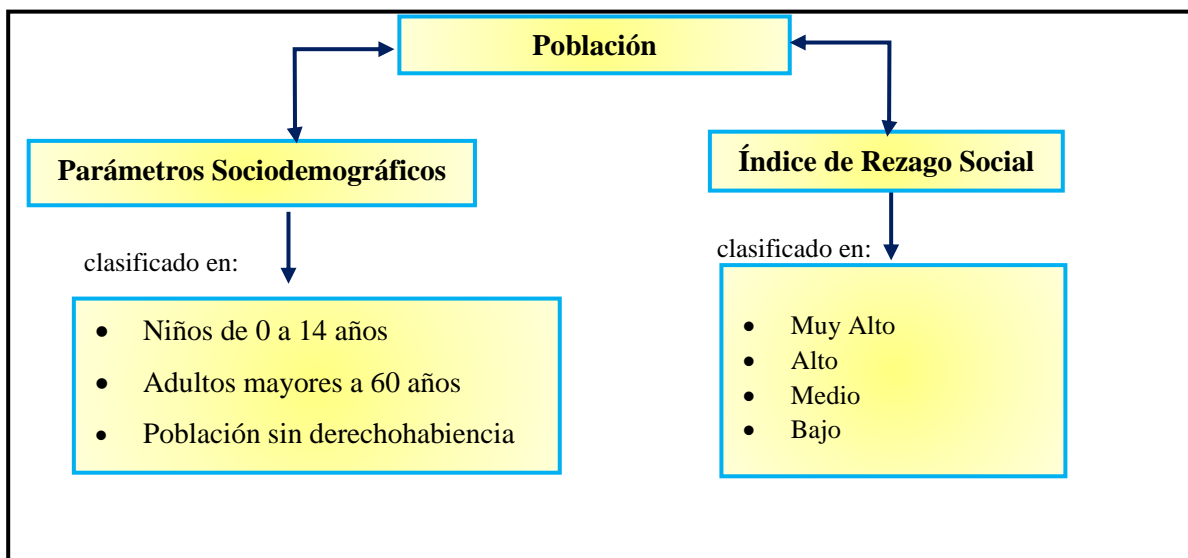 Población
Parámetros Sociodemográficos
clasificado en:
• Niños de 0 a 14 años
• Adultos mayores a 60 años
• Población sin derechohabiencia
Índice de Rezago Social
clasificado en:
• Muy Alto
• Alto
• Medio
• Bajo